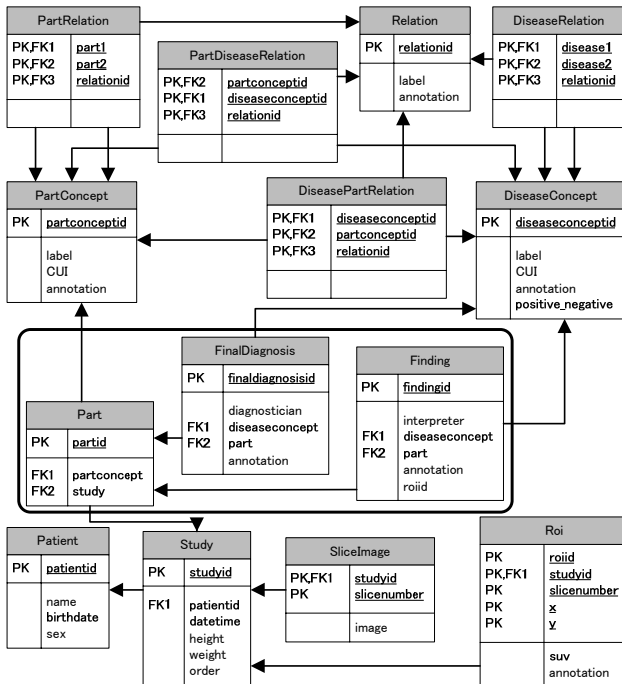 PartRelation
PK,FK1 part1
PK,FK2 part2
PK,FK3 relationid
Relation
PK relationid
label
annotation
DiseaseRelation
PK,FK1 disease1
PK,FK2 disease2
PK,FK3 relationid
PartDiseaseRelation
PK,FK2 partconceptid
PK,FK1 diseaseconceptid
PK,FK3 relationid
PartConcept
PK partconceptid
label
CUI
annotation
DiseasePartRelation
PK,FK1 diseaseconceptid
PK,FK2 partconceptid
PK,FK3 relationid
DiseaseConcept
PK diseaseconceptid
label
CUI
annotation
positive_negative
FinalDiagnosis
PK finaldiagnosisid
diagnostician
FK1 diseaseconcept
FK2 part
annotation
Finding
PK findingid
interpreter
FK1 diseaseconcept
FK2 part
annotation
roiid
Part
PK partid
FK1 partconcept
FK2 study
Patient
PK patientid
name
birthdate
sex
Study
PK studyid
FK1 patientid
datetime
height
weight
order
SliceImage
PK,FK1 studyid
PK slicenumber
image
Roi
PK roiid
PK,FK1 studyid
PK slicenumber
PK x
PK y
suv
annotation